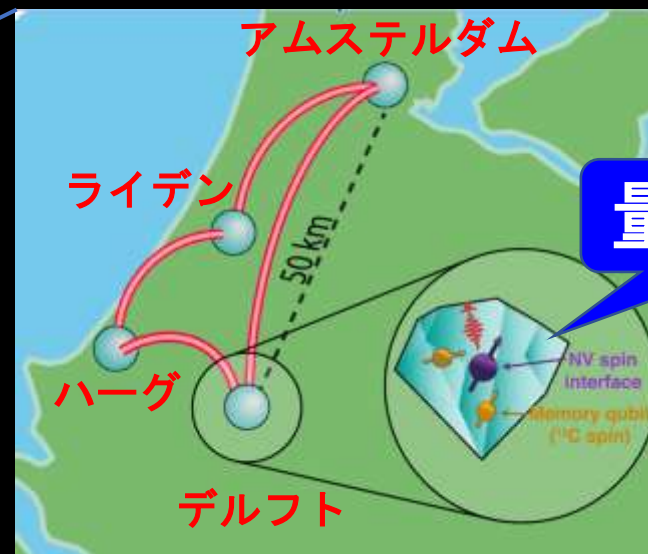 アムステルダム
ライデン
50 km
量
ハーグ
NV spin
interface
Memory qubit
(¹³C spin)
デルフト